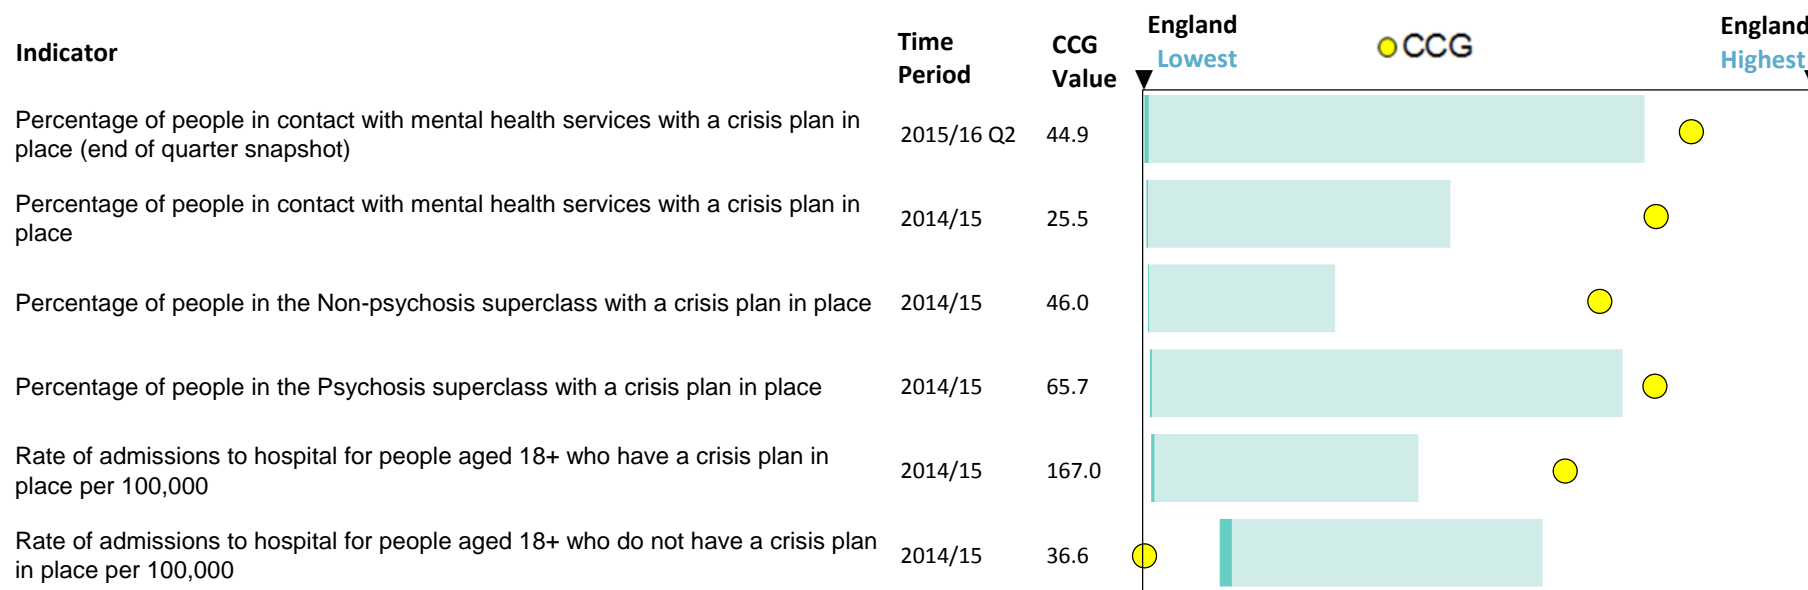 Indicator
Time
Period
CCG
Value
England
Lowest
CCG
England
Highest
Percentage of people in contact with mental health services with a crisis plan in
place (end of quarter snapshot)
2015/16 Q2
44.9
Percentage of people in contact with mental health services with a crisis plan in
place
2014/15
25.5
Percentage of people in the Non-psychosis superclass with a crisis plan in place
2014/15
46.0
Percentage of people in the Psychosis superclass with a crisis plan in place
2014/15
65.7
Rate of admissions to hospital for people aged 18+ who have a crisis plan in
place per 100,000
2014/15
167.0
Rate of admissions to hospital for people aged 18+ who do not have a crisis plan
in place per 100,000
2014/15
36.6